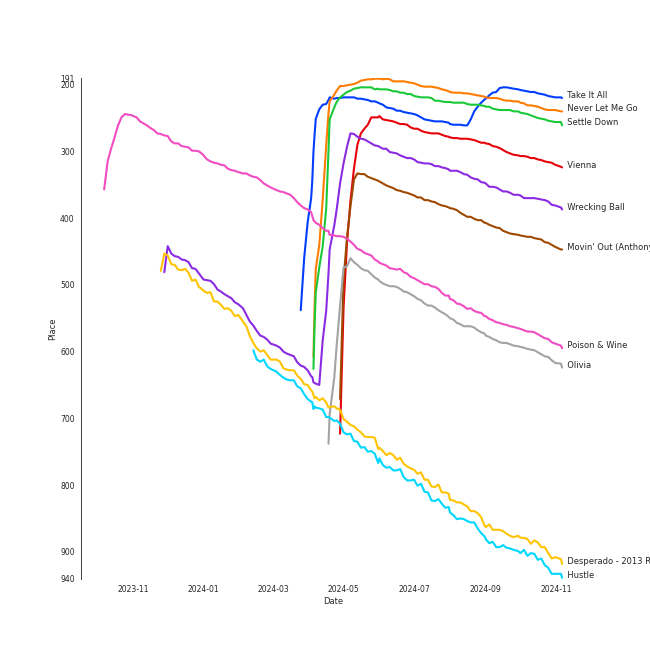 191
200
300
400
500
600
700
800
900
940
Place
2023-11
2024-01
2024-03
2024-05
2024-07
2024-09
2024-11
Date
Take It All
Never Let Me Go
Settle Down
Vienna
Wrecking Ball
Movin' Out (Anthony
Poison & Wine
Olivia
Desperado - 2013 R
Hustle